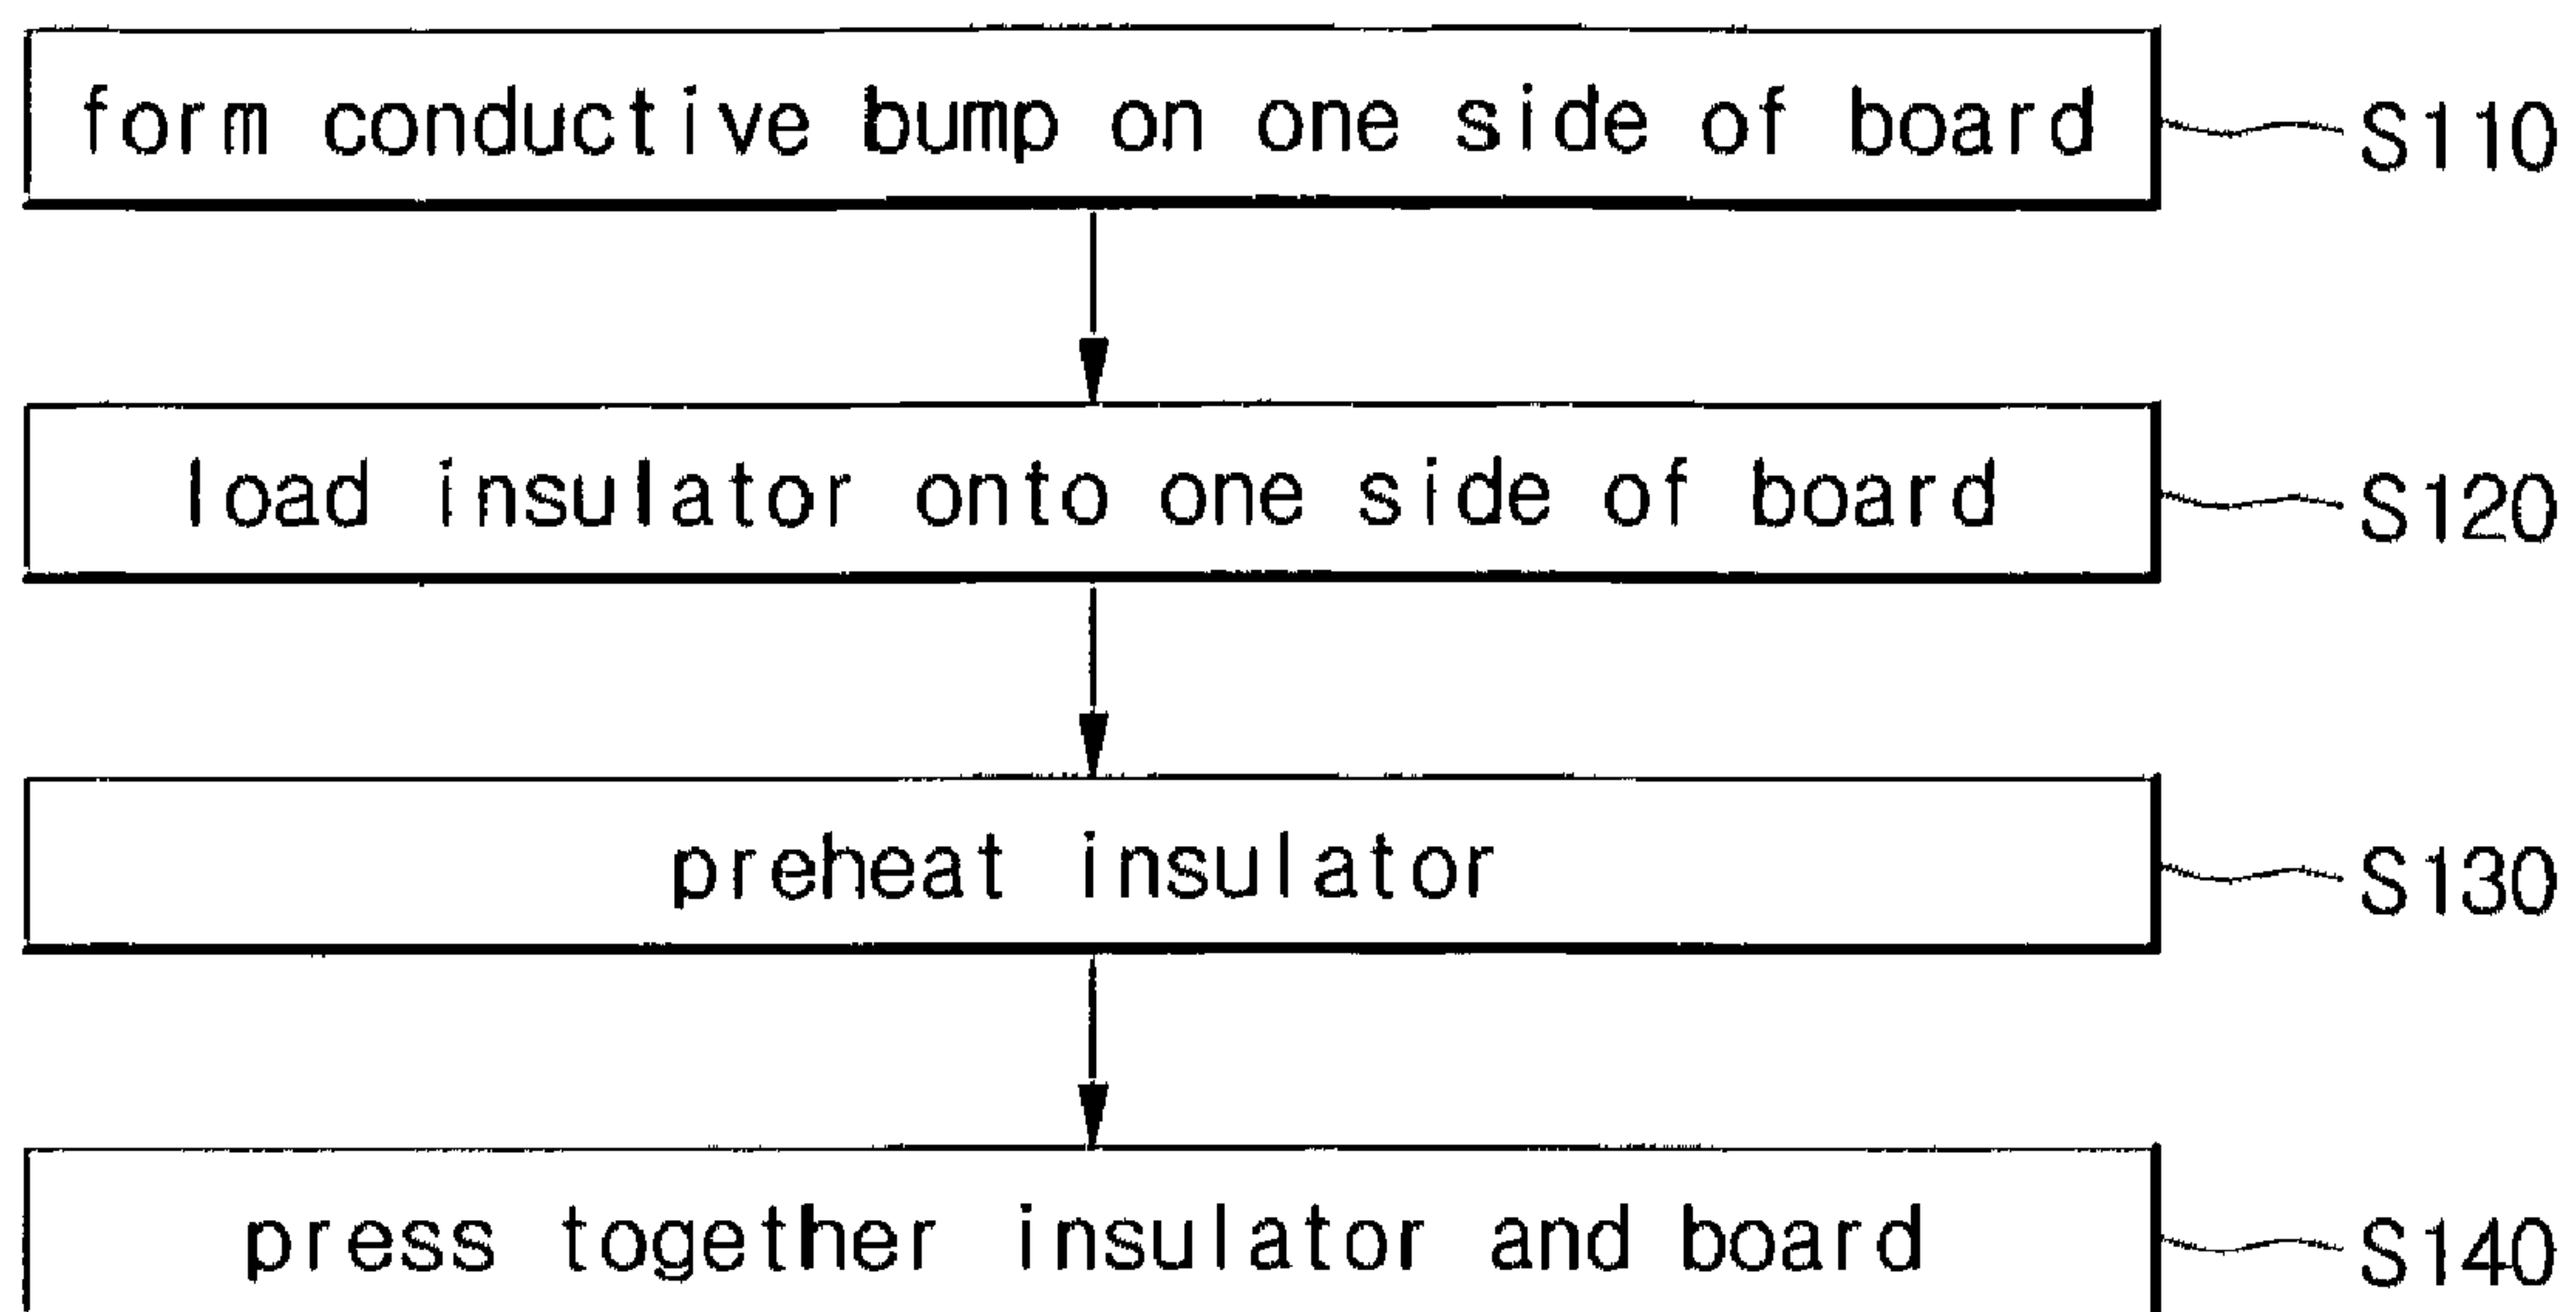 form conductive bump on one side of board S110
load insulator onto one side of board S120
preheat insulator S130
press together insulator and board S140